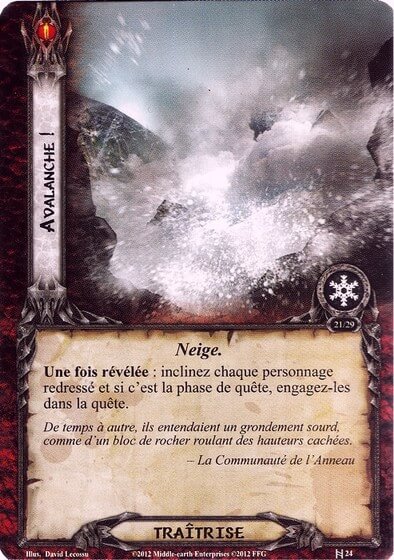 AVALANCHE !
21/29
Neige.
Une fois révélée : inclinez chaque personnage
redressé et si c'est la phase de quête, engagez-les
dans la quête.
De temps à autre, ils entendaient un grondement sourd,
comme d'un bloc de rocher roulant des hauteurs cachées.
– La Communauté de l'Anneau
TRAÎTRISE
Illus. David Lecossu
©2012 Middle-earth Enterprises ©2012 FFG
24